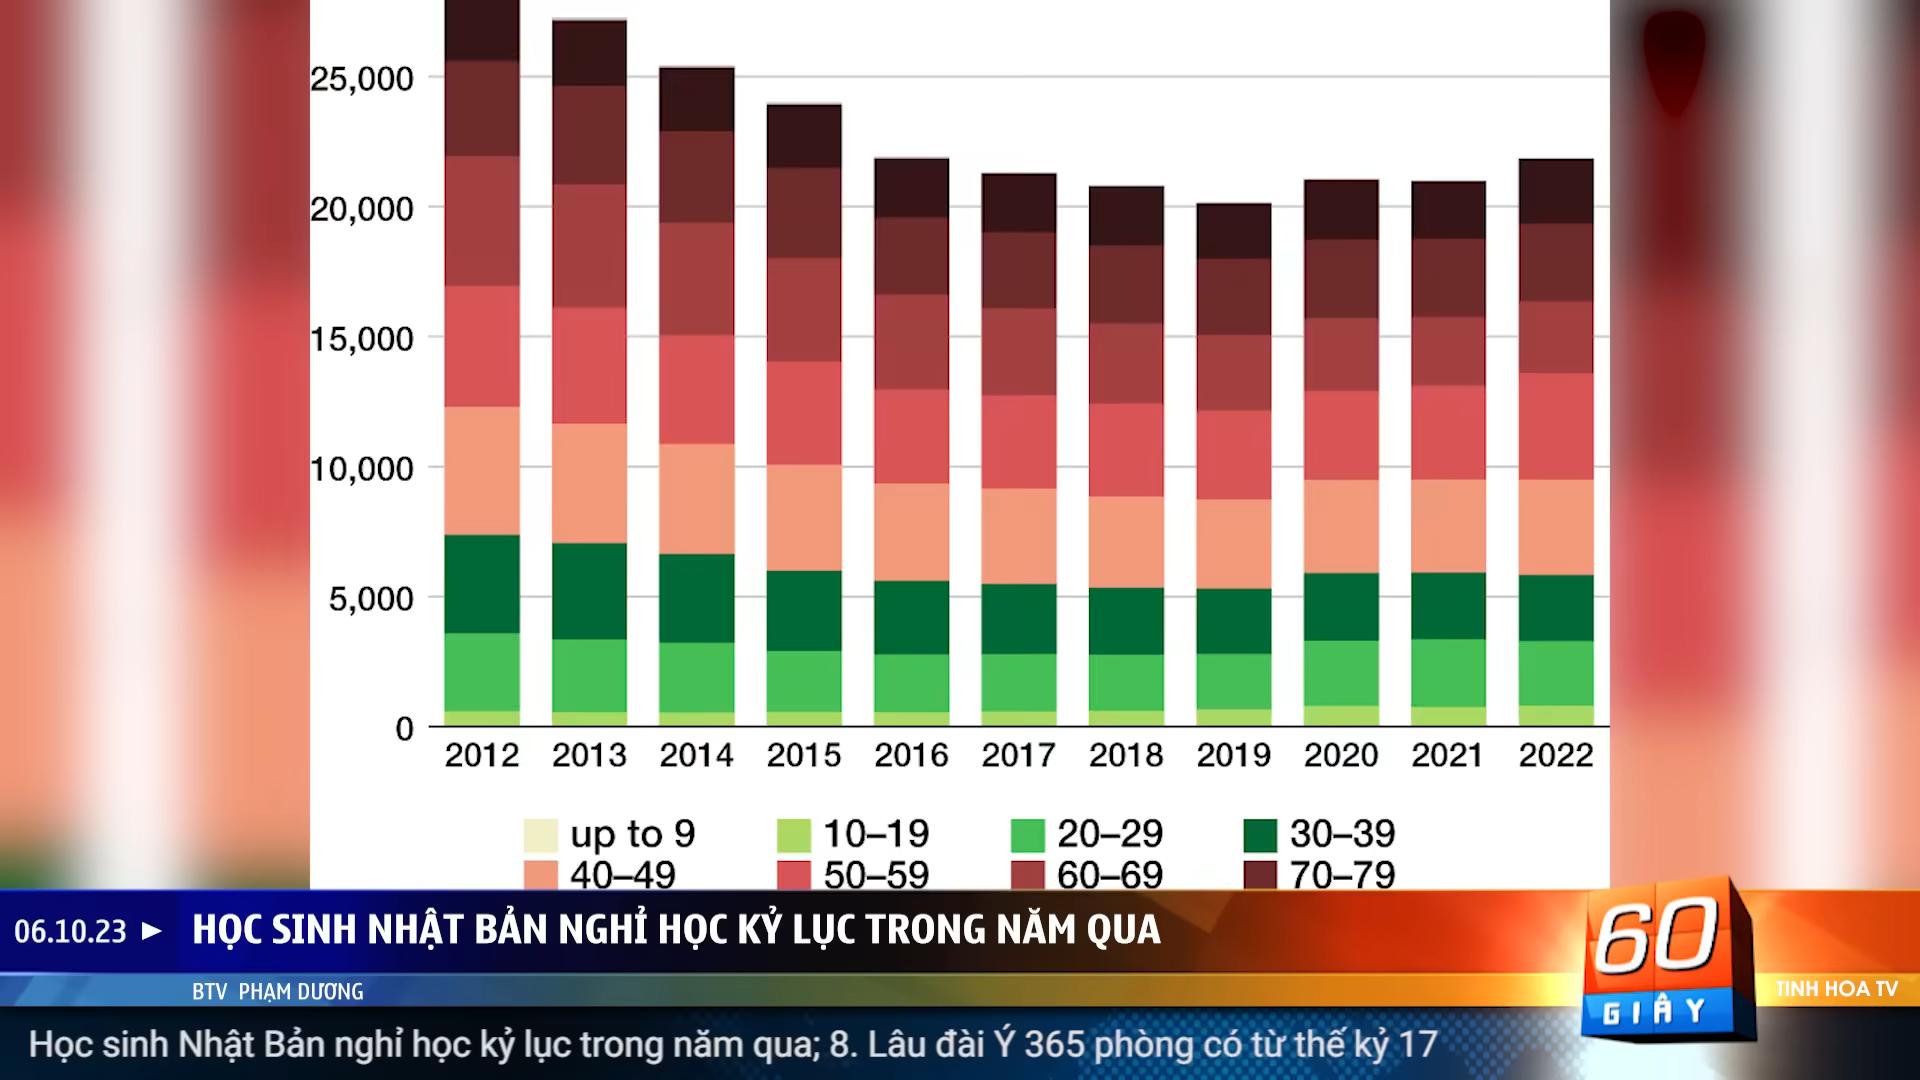 25,000
20,000
15,000
10,000
5,000
0
2012 2013 2014 2015 2016 2017 2018 2019 2020 2021 2022
up to 9 10–19 20–29 30–39
40–49 50–59 60–69 70–79
06.10.23 ► HỌC SINH NHẬT BẢN NGHỈ HỌC KỶ LỤC TRONG NĂM QUA
BTV PHẠM DƯƠNG
60
GIÂY
TINH HOA TV
Học sinh Nhật Bản nghỉ học kỷ lục trong năm qua; 8. Lâu đài Ý 365 phòng có từ thế kỷ 17